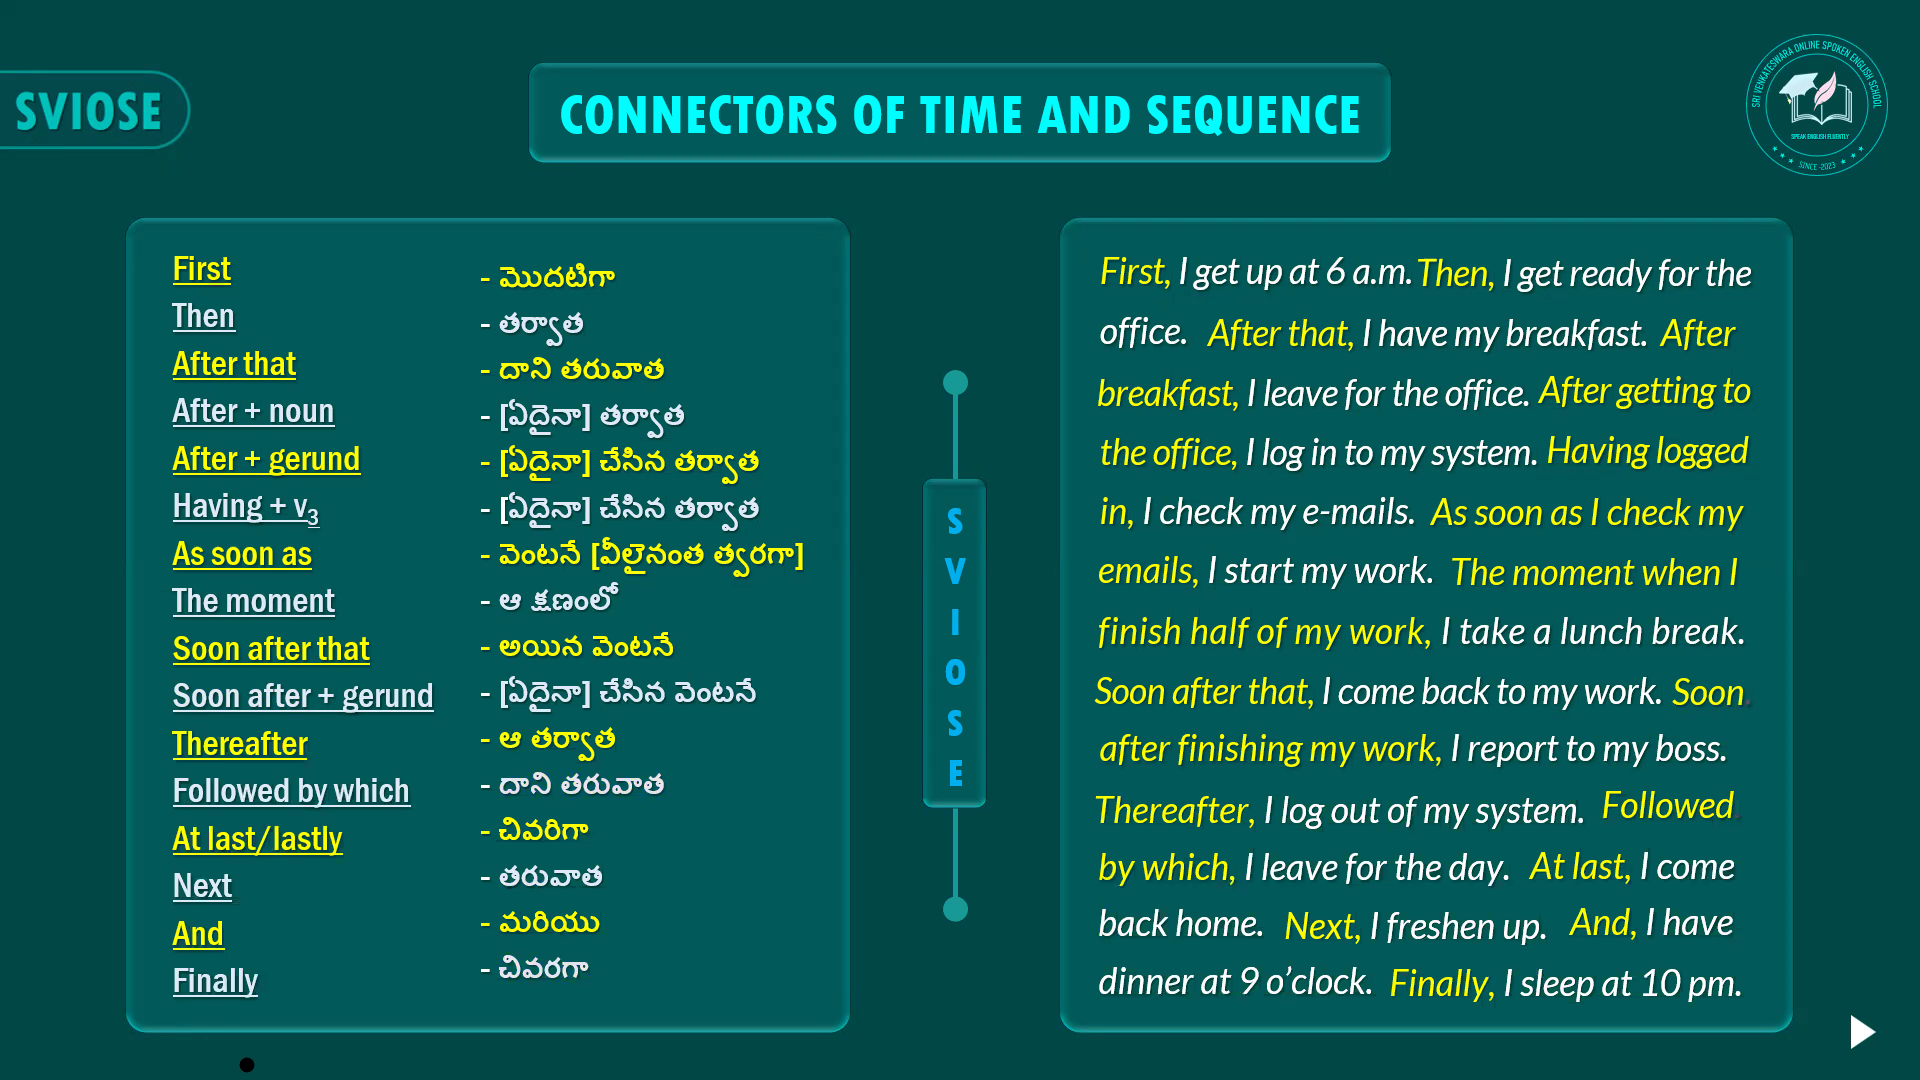 SVIOSE
CONNECTORS OF TIME AND SEQUENCE
SRI VENKATESWARA ONLINE SPOKEN ENGLISH SCHOOL
SPEAK ENGLISH FLUENTLY
SINCE -2023
First - మొదటిగా
Then - తర్వాత
After that - దాని తరువాత
After + noun - [ఏదైనా] తర్వాత
After + gerund - [ఏదైనా] చేసిన తర్వాత
Having + v3 - [ఏదైనా] చేసిన తర్వాత
As soon as - వెంటనే [వీలైనంత త్వరగా]
The moment - ఆ క్షణంలో
Soon after that - అయిన వెంటనే
Soon after + gerund - [ఏదైనా] చేసిన వెంటనే
Thereafter - ఆ తర్వాత
Followed by which - దాని తరువాత
At last/lastly - చివరిగా
Next - తరువాత
And - మరియు
Finally - చివరగా
S
V
I
O
S
E
First, I get up at 6 a.m. Then, I get ready for the
office. After that, I have my breakfast. After
breakfast, I leave for the office. After getting to
the office, I log in to my system. Having logged
in, I check my e-mails. As soon as I check my
emails, I start my work. The moment when I
finish half of my work, I take a lunch break.
Soon after that, I come back to my work. Soon
after finishing my work, I report to my boss.
Thereafter, I log out of my system. Followed
by which, I leave for the day. At last, I come
back home. Next, I freshen up. And, I have
dinner at 9 o’clock. Finally, I sleep at 10 pm.